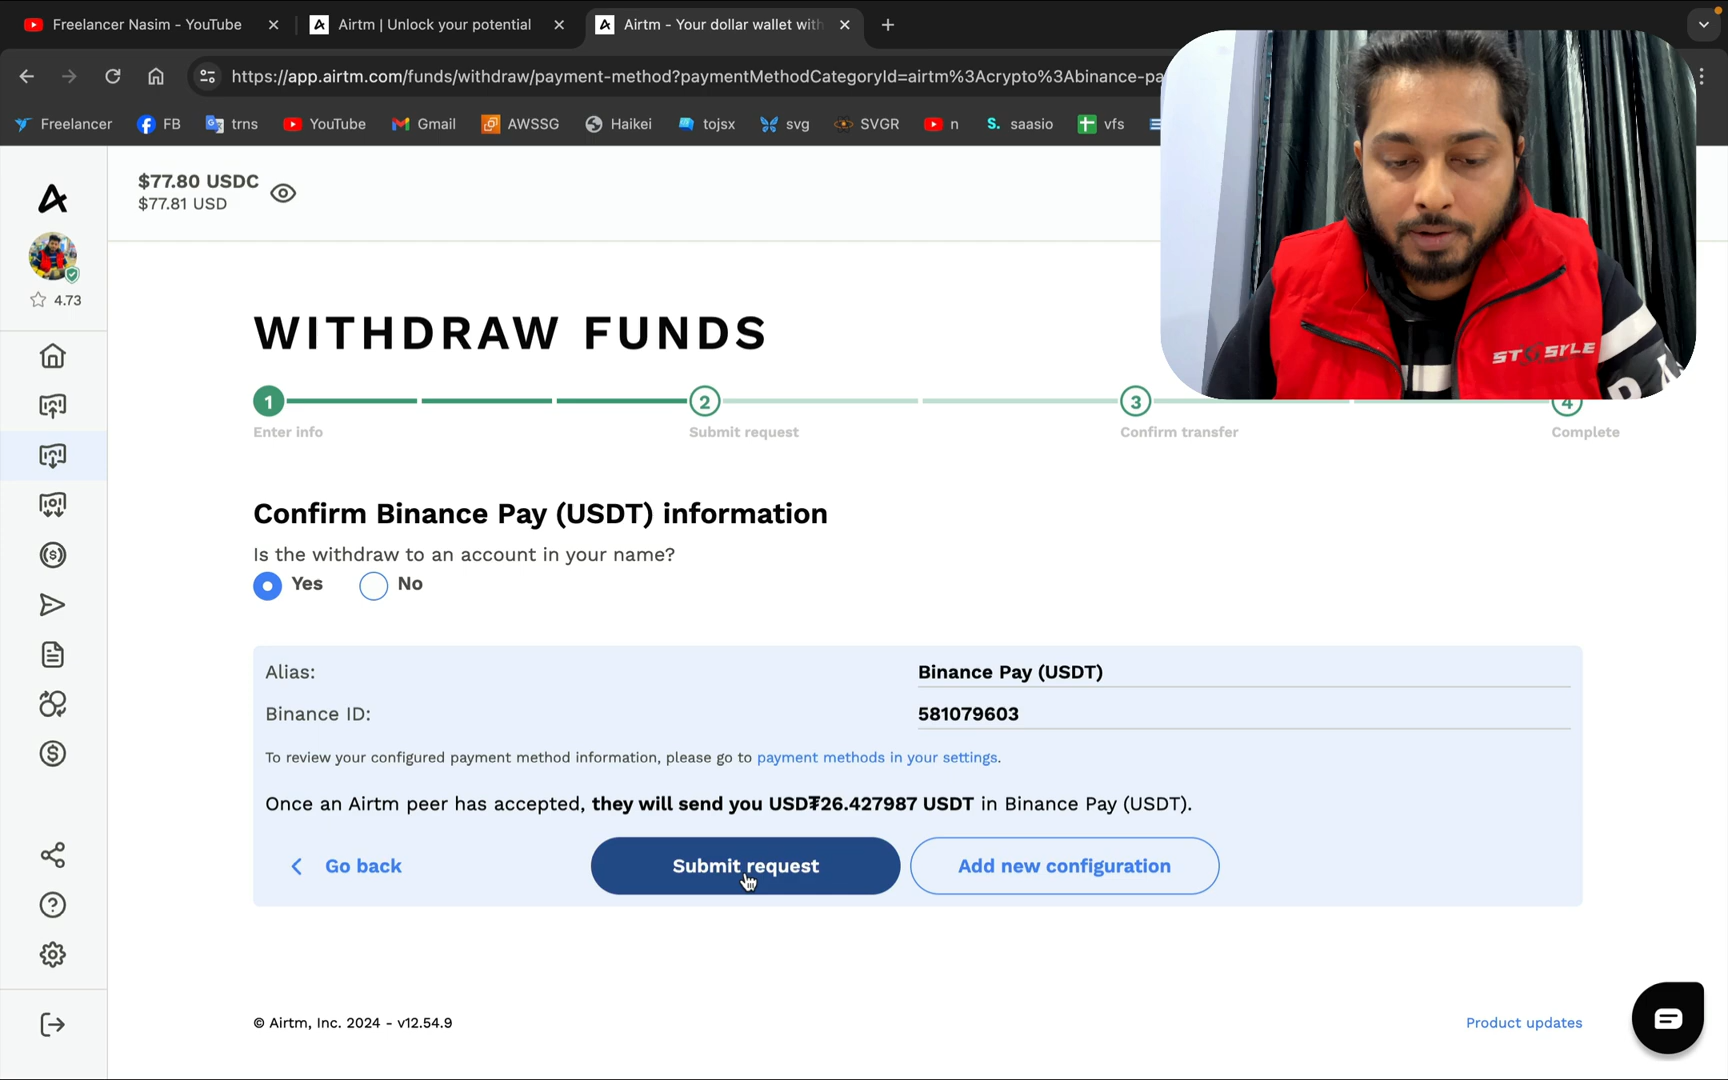 Freelancer Nasim - YouTube
Airtm | Unlock your potential
Airtm - Your dollar wallet with
https://app.airtm.com/funds/withdraw/payment-method?paymentMethodCategoryId=airtm%3Acrypto%3Abinance-pa
Freelancer
FB
trns
YouTube
Gmail
AWSSG
Haikei
tojsx
svg
SVGR
n
saasio
vfs
$77.80 USDC
$77.81 USD
4.73
WITHDRAW FUNDS
1
2
3
4
Enter info
Submit request
Confirm transfer
Complete
Confirm Binance Pay (USDT) information
Is the withdraw to an account in your name?
Yes
No
Alias:
Binance Pay (USDT)
Binance ID:
581079603
To review your configured payment method information, please go to payment methods in your settings.
Once an Airtm peer has accepted, they will send you USD₮26.427987 USDT in Binance Pay (USDT).
Go back
Submit request
Add new configuration
© Airtm, Inc. 2024 - v12.54.9
Product updates